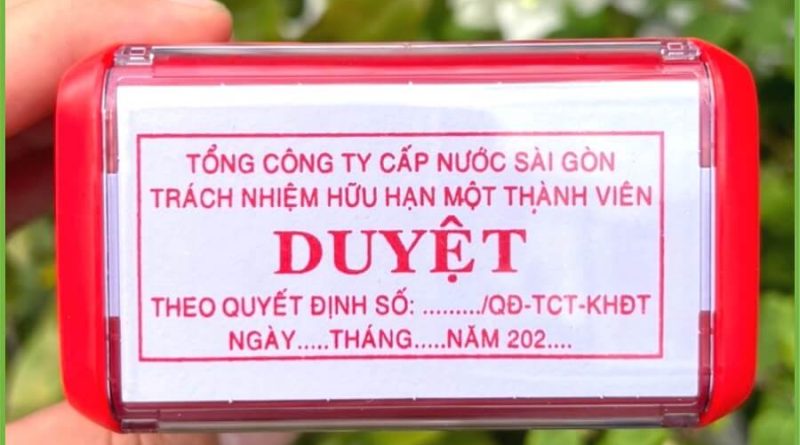 TỔNG CÔNG TY CẤP NƯỚC SÀI GÒN
TRÁCH NHIỆM HỮU HẠN MỘT THÀNH VIÊN
DUYỆT
THEO QUYẾT ĐỊNH SỐ: ........../QĐ-TCT-KHĐT
NGÀY.....THÁNG.....NĂM 202....